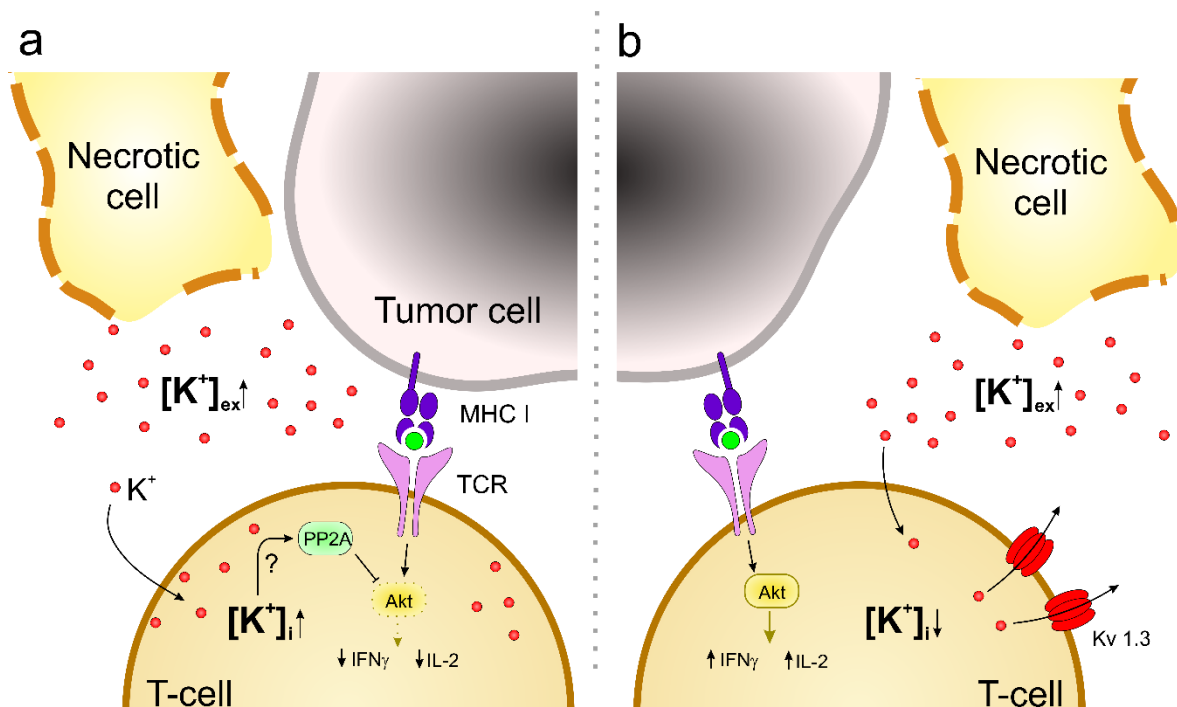 a
Necrotic
cell
Tumor cell
[K⁺]ex↑
MHC I
TCR
K⁺
PP2A
?
Akt
[K⁺]i↑
↓ IFNγ ↓ IL-2
T-cell
b
Necrotic
cell
[K⁺]ex↑
Akt
[K⁺]i↓
↑ IFNγ ↑ IL-2
Kv 1.3
T-cell